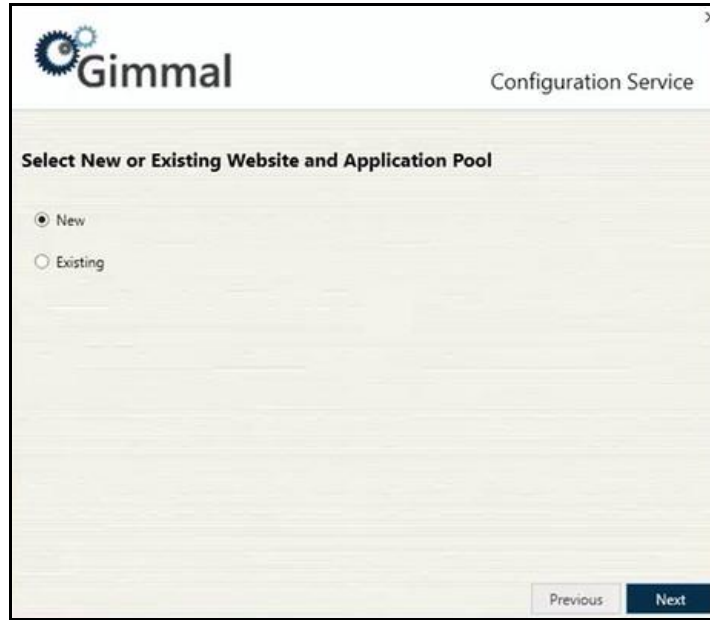 Gimmal
Configuration Service
Select New or Existing Website and Application Pool
New
Existing
Previous Next